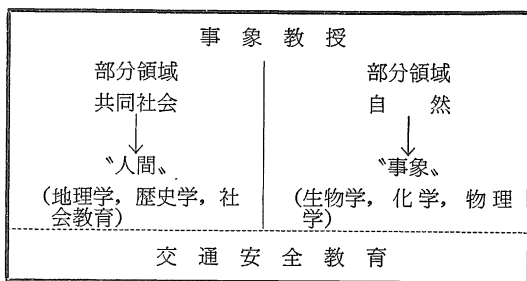 事象教授
部分領域
共同社会
〝人間〟
(地理学, 歴史学, 社
会教育)
部分領域
自然
〝事象〟
(生物学, 化学, 物理
学)
交通安全教育